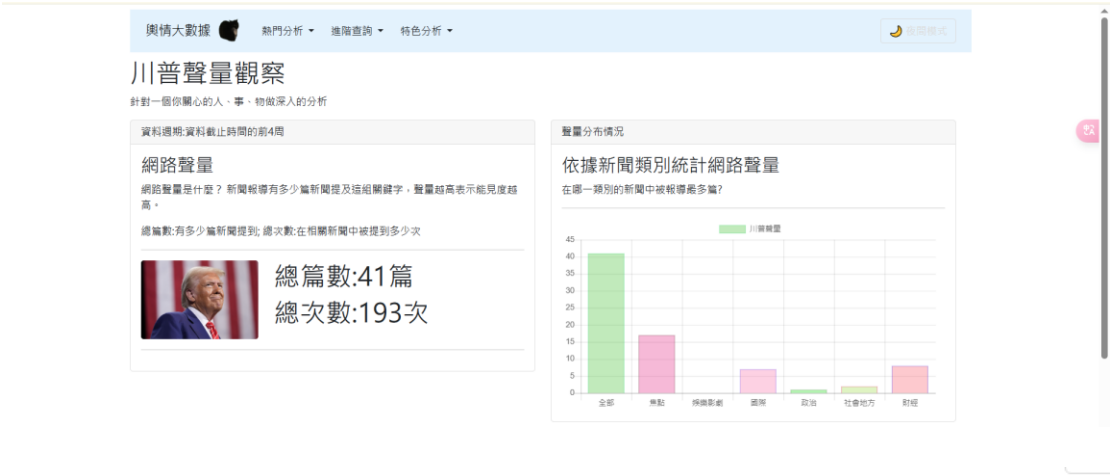 輿情大數據
熱門分析
進階查詢
特色分析
夜間模式
川普聲量觀察
針對一個你關心的人、事、物做深入的分析
資料週期:資料截止時間的前4周
網路聲量
網路聲量是什麼？ 新聞報導有多少篇新聞提及這組關鍵字，聲量越高表示能見度越
高。
總篇數:有多少篇新聞提到; 總次數:在相關新聞中被提到多少次
總篇數:41篇
總次數:193次
聲量分布情況
依據新聞類別統計網路聲量
在哪一類別的新聞中被報導最多篇?
川普聲量
45
40
35
30
25
20
15
10
5
0
全部 焦點 娛樂影劇 國際 政治 社會地方 財經